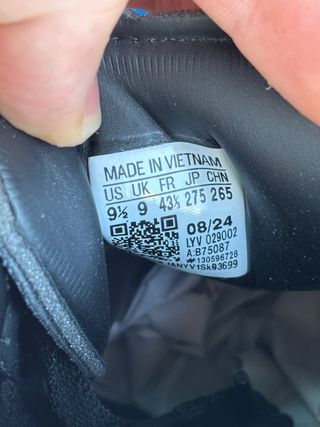 MADE IN VIETNAM
US UK FR JP CHN
9½ 9 43⅓ 275 265
08/24
LYV 029002
A:B75087
#130596728